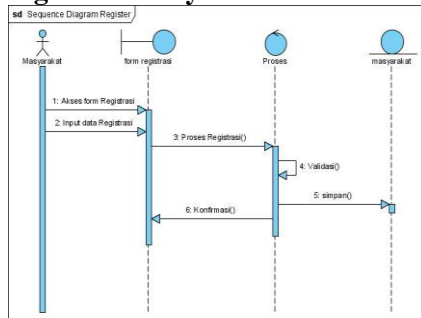 sd Sequence Diagram Register
Masyarakat
form registrasi
Proses
masyarakat
1: Akses form Registrasi
2: Input data Registrasi
3: Proses Registrasi()
4: Validasi()
5: simpan()
6: Konfirmasi()